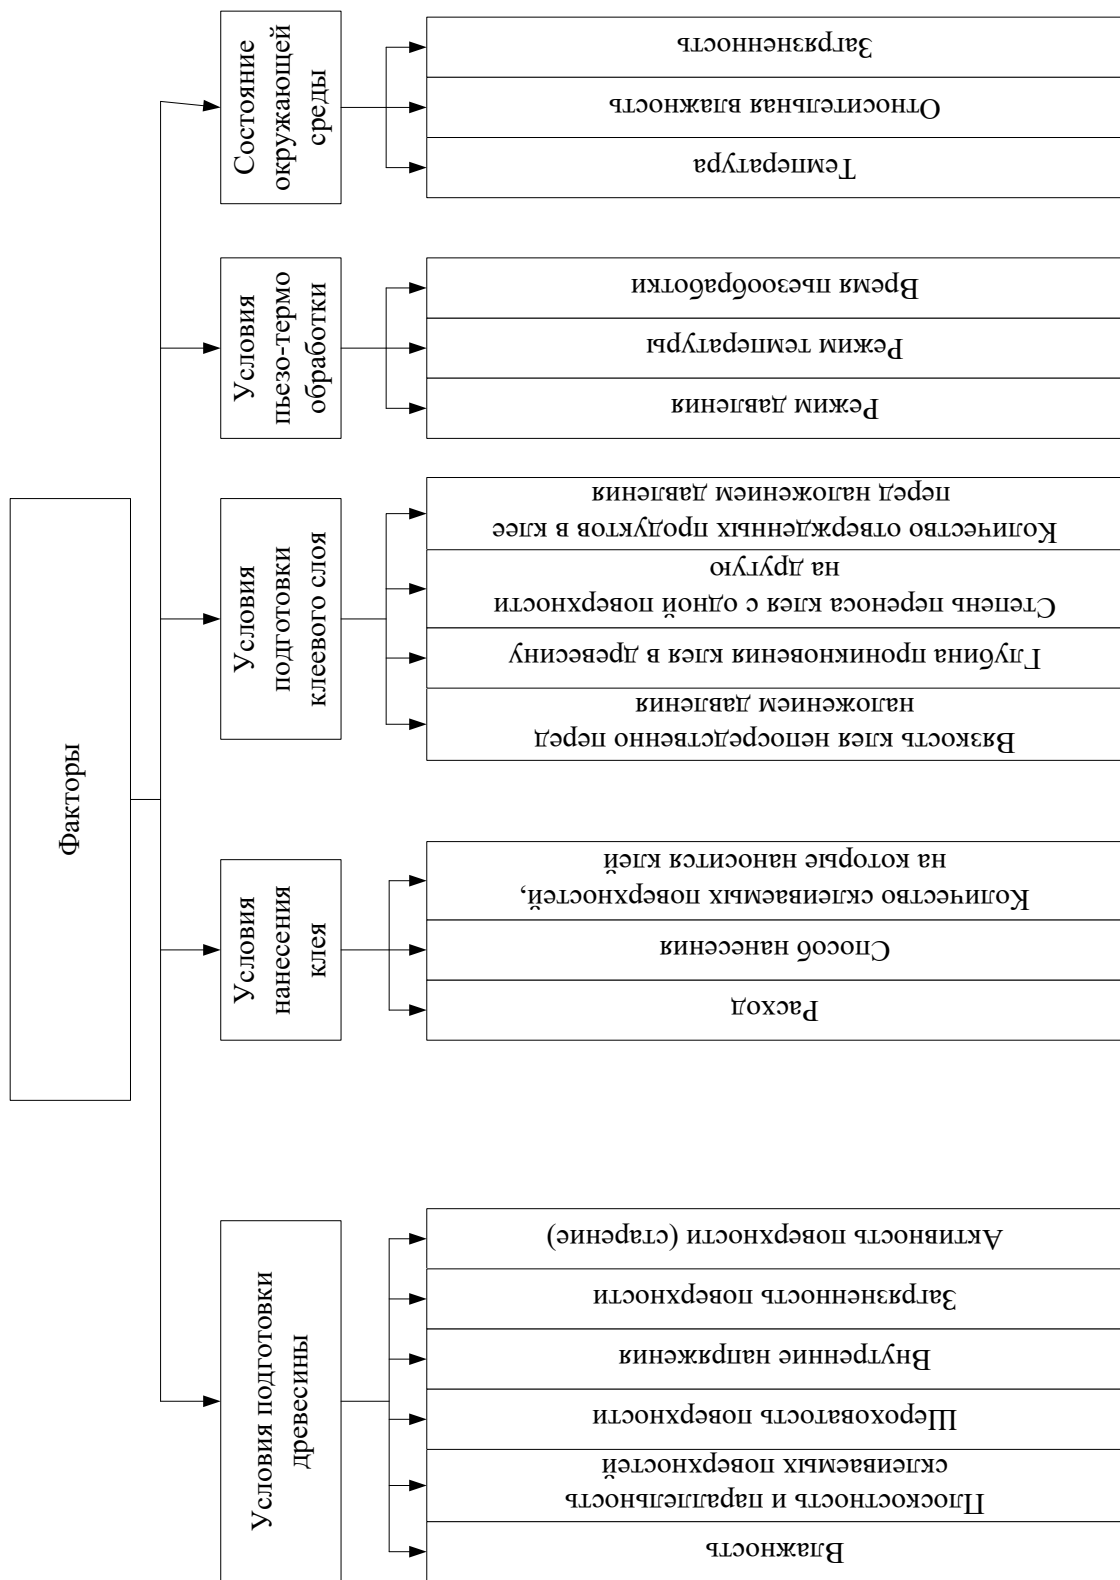 Факторы
Условия подготовки
древесины
Влажность
Плоскостность и параллельность
склеиваемых поверхностей
Шероховатость поверхности
Внутренние напряжения
Загрязненность поверхности
Активность поверхности (старение)
Условия
нанесения
клея
Расход
Способ нанесения
Количество склеиваемых поверхностей,
на которые наносится клей
Условия
подготовки
клеевого слоя
Вязкость клея непосредственно перед
наложением давления
Глубина проникновения клея в древесину
Степень переноса клея с одной поверхности
на другую
Количество отвержденных продуктов в клее
перед наложением давления
Условия
пьезо-термо
обработки
Режим давления
Режим температуры
Время пьезообработки
Состояние
окружающей
среды
Температура
Относительная влажность
Загрязненность